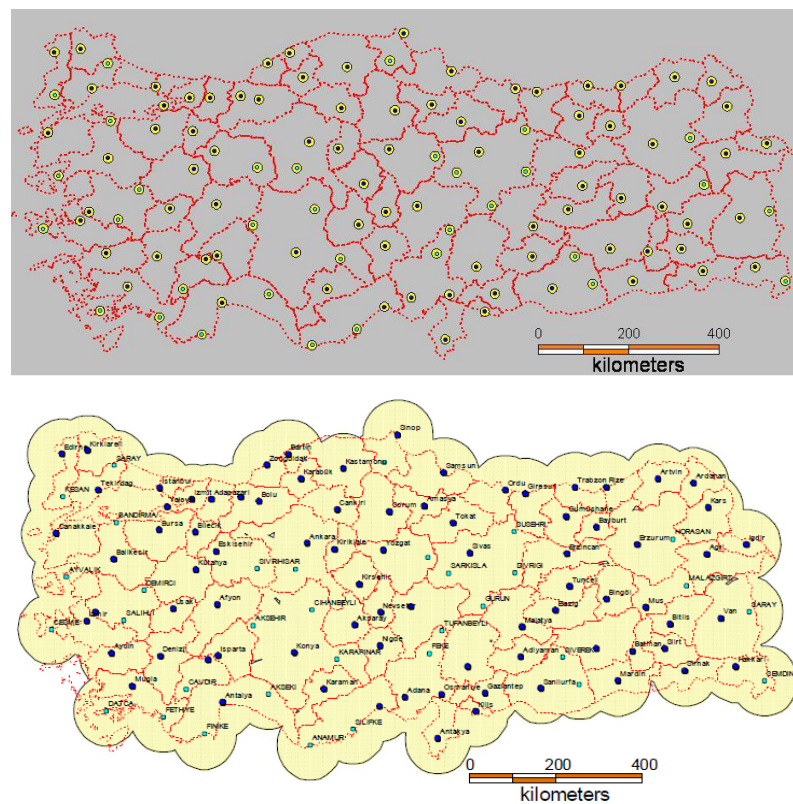 0 200 400
kilometers
Sinop
Edirne Kirklareli
SARAY
Bartin
Zonguldak
Kastamonu
Karabük
Samsun
KESAN
Tekirdag
Istanbul
Yalova
Izmit Adapazari
Bolu
Cankiri
Corum
Amasya
Ordu
Giresun
Trabzon Rize
Artvin
Ardahan
Kars
BANDIRMA
Canakkale
Bursa
Bilecik
Tokat
SUSEHRI
Gumüshane
Bayburt
Eskisehir
Ankara
Kirikkale
Yozgat
Sivas
Erzincan
Erzurum
HORASAN
Igdir
Agri
Balikesir
Kütahya
SIVRIHISAR
SARKISLA
DIVRIGI
AYVALIK
DEMIRCI
Kirsehir
Tunceli
Bingöl
MALAZGIRT
Usak
Afyon
CIHANBEYLI
Nevsehir
GURUN
Elazig
Mus
SARAY
Izmir
SALIHLI
CESME
AKSEHIR
Aksaray
TUFANBEYLI
Malatya
Bitlis
Van
Aydin
Denizli
Isparta
Konya
Nigde
KARAPINAR
FEKE
Adiyaman
SIVEREK
Batman
Siirt
Mugla
CAVDIR
Antalya
AKSEKI
Karaman
Adana
Osmaniye
Gaziantep
Sanliurfa
Mardin
Sirnak
Hakkari
SEMDINLI
DATCA
FETHIYE
FINIKE
Kilis
SILIFKE
ANAMUR
Antakya
0 200 400
kilometers